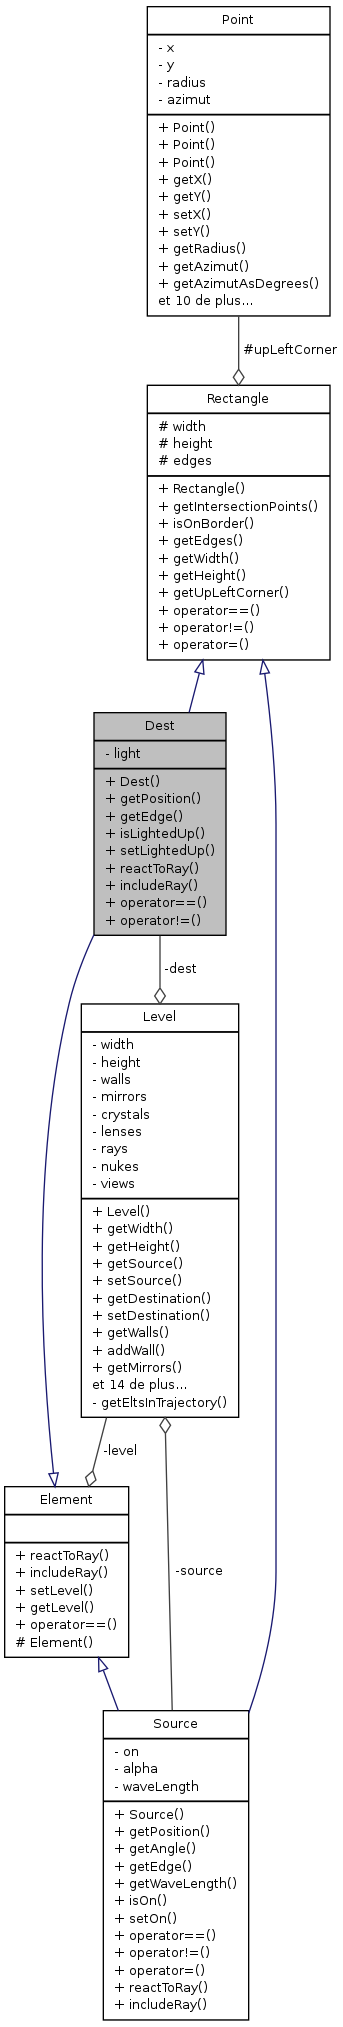 Point
- x
- y
- radius
- azimut
+ Point()
+ Point()
+ Point()
+ getX()
+ getY()
+ setX()
+ setY()
+ getRadius()
+ getAzimut()
+ getAzimutAsDegrees()
et 10 de plus...
#upLeftCorner
Rectangle
# width
# height
# edges
+ Rectangle()
+ getIntersectionPoints()
+ isOnBorder()
+ getEdges()
+ getWidth()
+ getHeight()
+ getUpLeftCorner()
+ operator==()
+ operator!=()
+ operator=()
Dest
- light
+ Dest()
+ getPosition()
+ getEdge()
+ isLightedUp()
+ setLightedUp()
+ reactToRay()
+ includeRay()
+ operator==()
+ operator!=()
-dest
Level
- width
- height
- walls
- mirrors
- crystals
- lenses
- rays
- nukes
- views
+ Level()
+ getWidth()
+ getHeight()
+ getSource()
+ setSource()
+ getDestination()
+ setDestination()
+ getWalls()
+ addWall()
+ getMirrors()
et 14 de plus...
- getEltsInTrajectory()
-level
Element
+ reactToRay()
+ includeRay()
+ setLevel()
+ getLevel()
+ operator==()
# Element()
-source
Source
- on
- alpha
- waveLength
+ Source()
+ getPosition()
+ getAngle()
+ getEdge()
+ getWaveLength()
+ isOn()
+ setOn()
+ operator==()
+ operator!=()
+ operator=()
+ reactToRay()
+ includeRay()